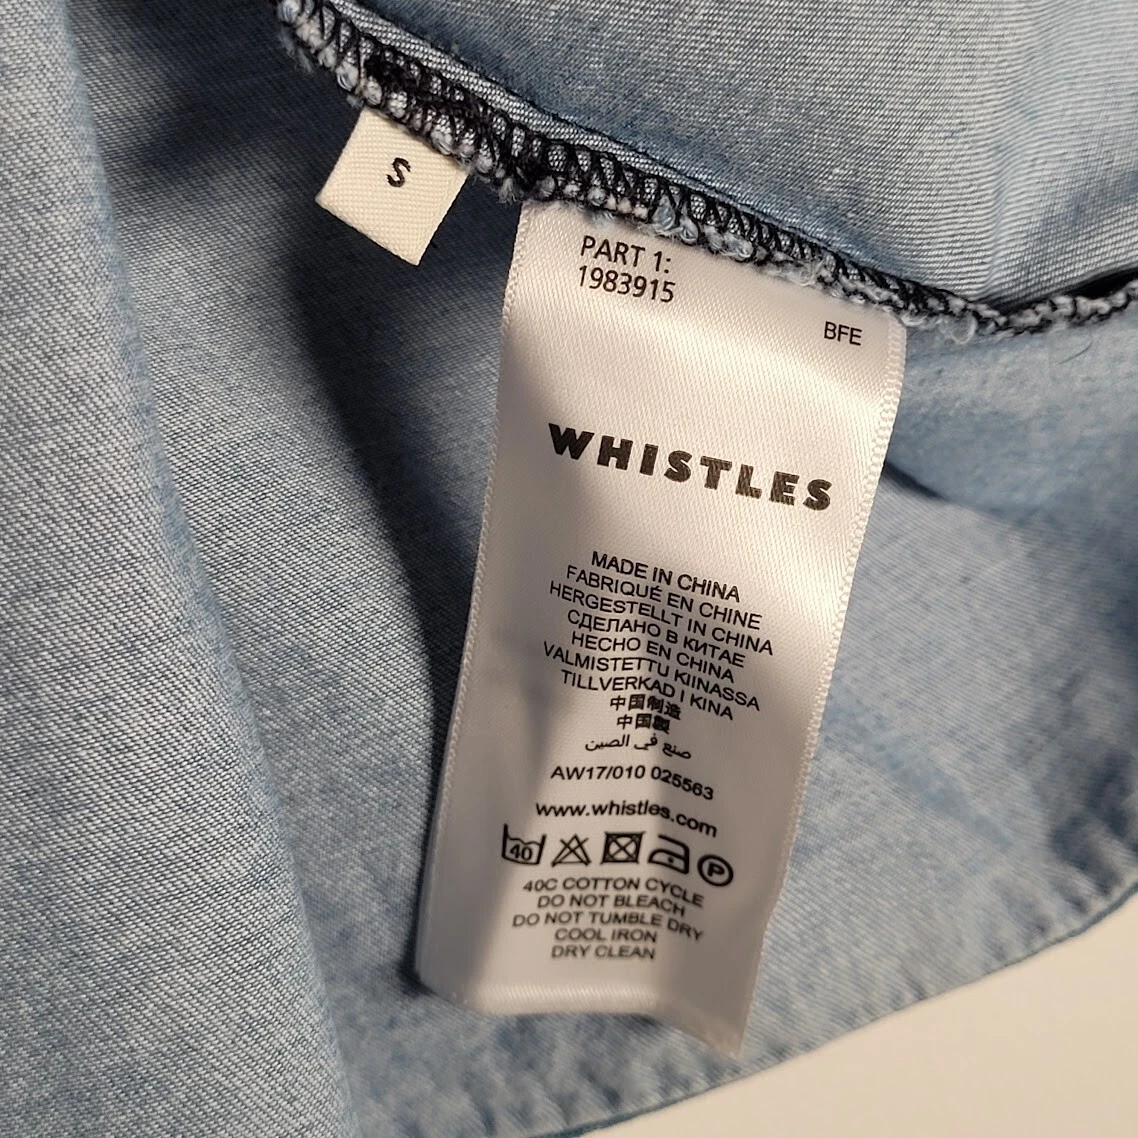 S
PART 1:
1983915
BFE
WHISTLES
MADE IN CHINA
FABRIQUÉ EN CHINE
HERGESTELLT IN CHINA
СДЕЛАНО В КИТАЕ
HECHO EN CHINA
VALMISTETTU KIINASSA
TILLVERKAD I KINA
中国制造
中国製
صنع في الصين
AW17/010 025563
www.whistles.com
40
P
40C COTTON CYCLE
DO NOT BLEACH
DO NOT TUMBLE DRY
COOL IRON
DRY CLEAN